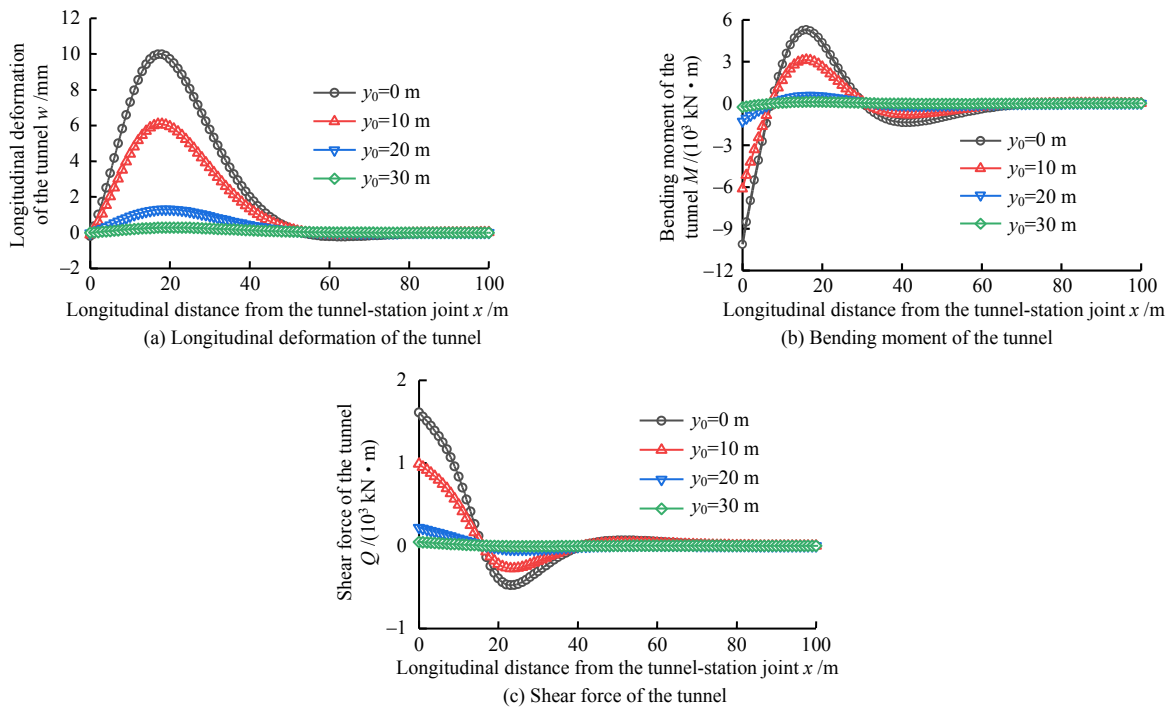 Longitudinal deformation
of the tunnel w /mm
12
10
8
6
4
2
0
−2
y₀=0 m
y₀=10 m
y₀=20 m
y₀=30 m
0 20 40 60 80 100
Longitudinal distance from the tunnel-station joint x /m
(a) Longitudinal deformation of the tunnel
Bending moment of the
tunnel M /(10³ kN • m)
6
3
0
−3
−6
−9
−12
y₀=0 m
y₀=10 m
y₀=20 m
y₀=30 m
0 20 40 60 80 100
Longitudinal distance from the tunnel-station joint x /m
(b) Bending moment of the tunnel
Shear force of the tunnel
Q /(10³ kN • m)
2
1
0
−1
y₀=0 m
y₀=10 m
y₀=20 m
y₀=30 m
0 20 40 60 80 100
Longitudinal distance from the tunnel-station joint x /m
(c) Shear force of the tunnel